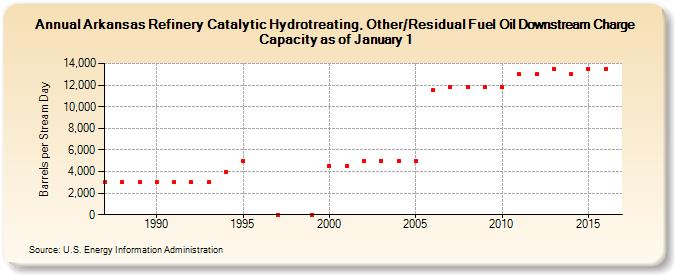 Annual Arkansas Refinery Catalytic Hydrotreating, Other/Residual Fuel Oil Downstream Charge
Capacity as of January 1
Barrels per Stream Day
14,000
12,000
10,000
8,000
6,000
4,000
2,000
0
1990 1995 2000 2005 2010 2015
Source: U.S. Energy Information Administration